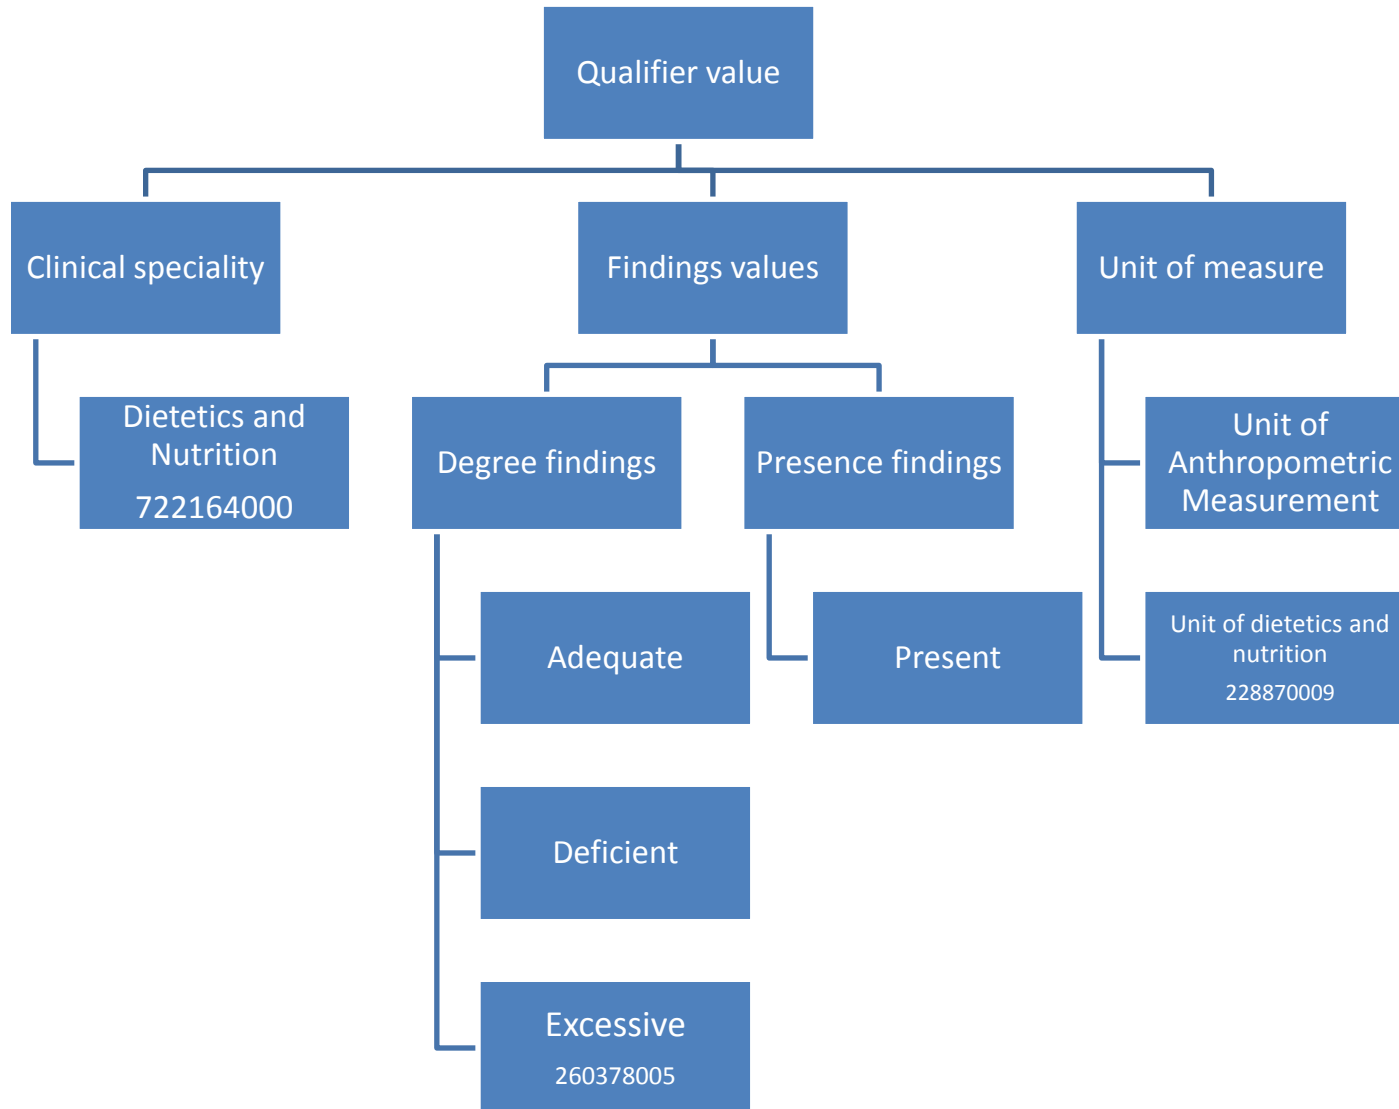 Qualifier value
Clinical speciality
Findings values
Unit of measure
Dietetics and
Nutrition
722164000
Degree findings
Presence findings
Unit of
Anthropometric
Measurement
Adequate
Present
Unit of dietetics and
nutrition
228870009
Deficient
Excessive
260378005